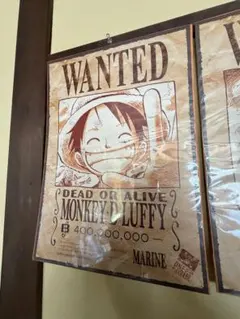 WANTED
DEAD OR ALIVE
MONKEY·D·LUFFY
400,000,000-
MARINE